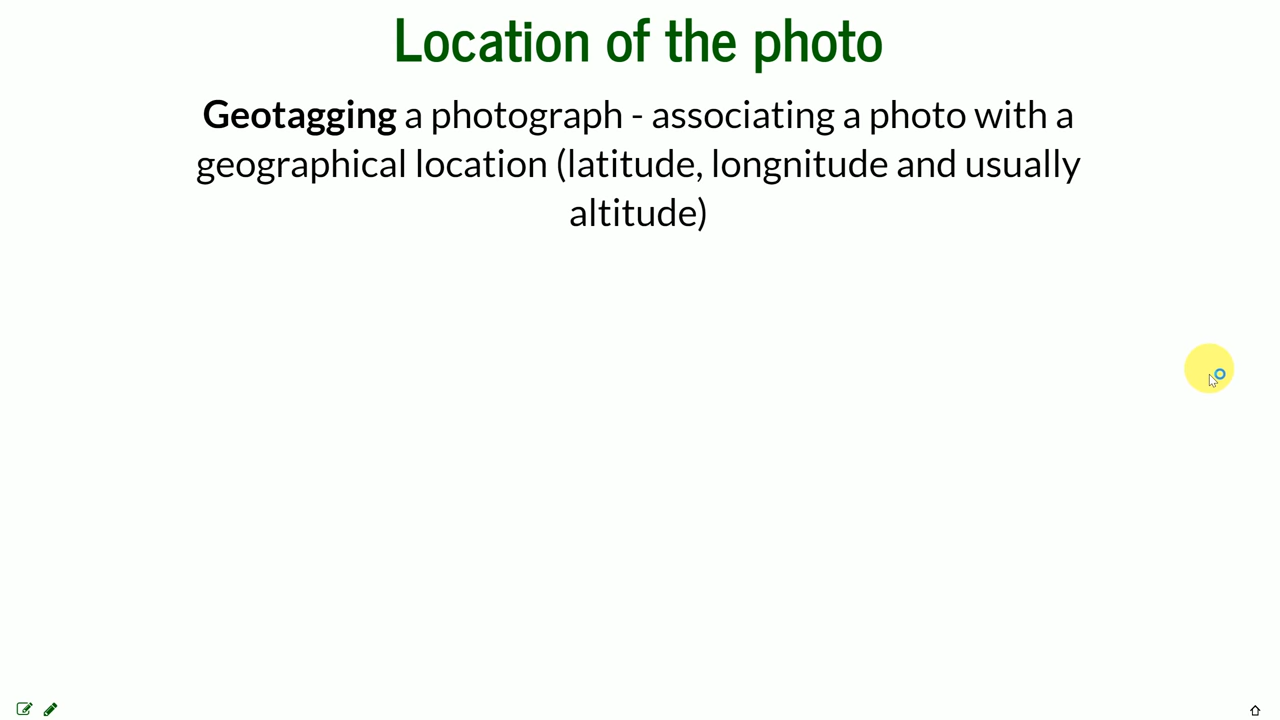 Location of the photo
Geotagging a photograph - associating a photo with a
geographical location (latitude, longnitude and usually
altitude)